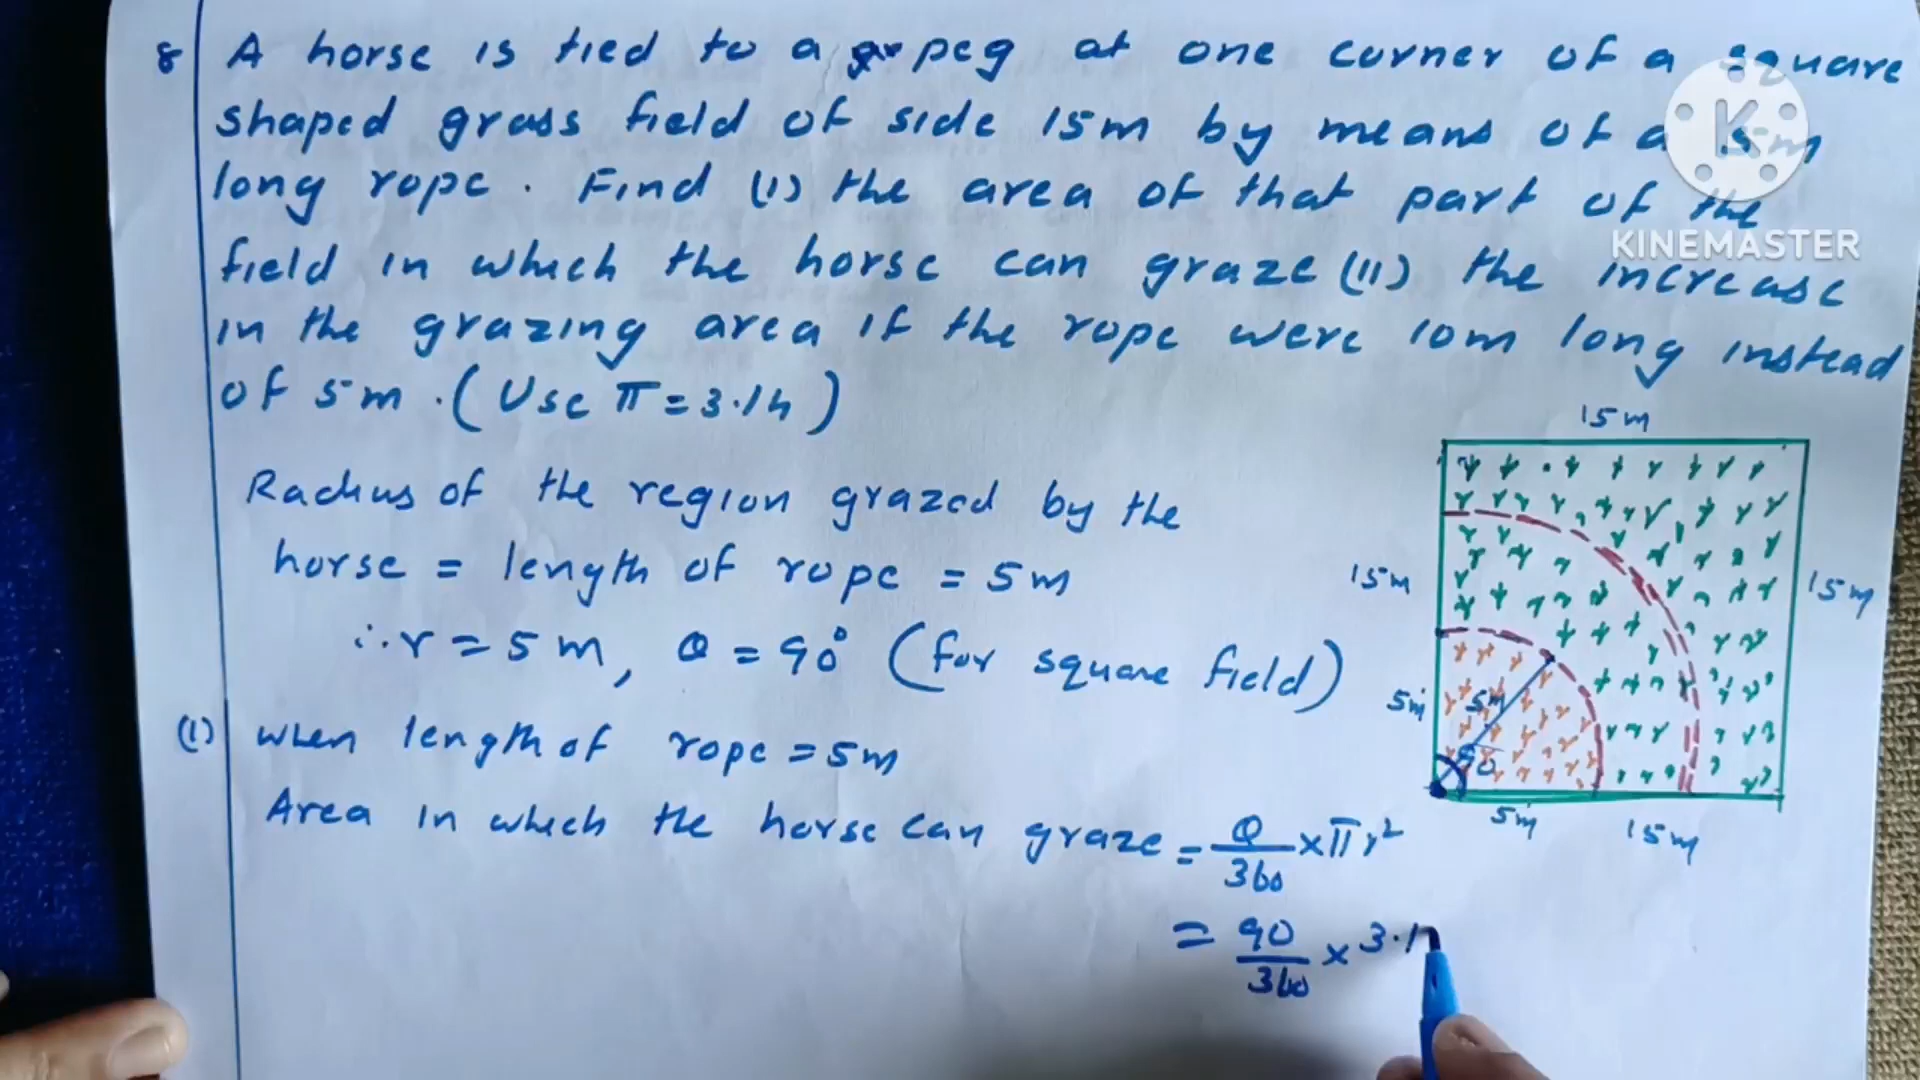 8 A horse is tied to a peg at one corner of a square
shaped grass field of side 15m by means of a 5m
long rope. Find (i) the area of that part of the
field in which the horse can graze (ii) the increase
in the grazing area if the rope were 10m long instead
of 5m. (Use π = 3.14)
Radius of the region grazed by the
horse = length of rope = 5m
∴ r = 5m, θ = 90° (for square field)
(i) when length of rope = 5m
Area in which the horse can graze = θ/360 × πr²
= 90/360 × 3.1
15m
15m
15m
5m
5m
90
5m
15m
K
KINEMASTER